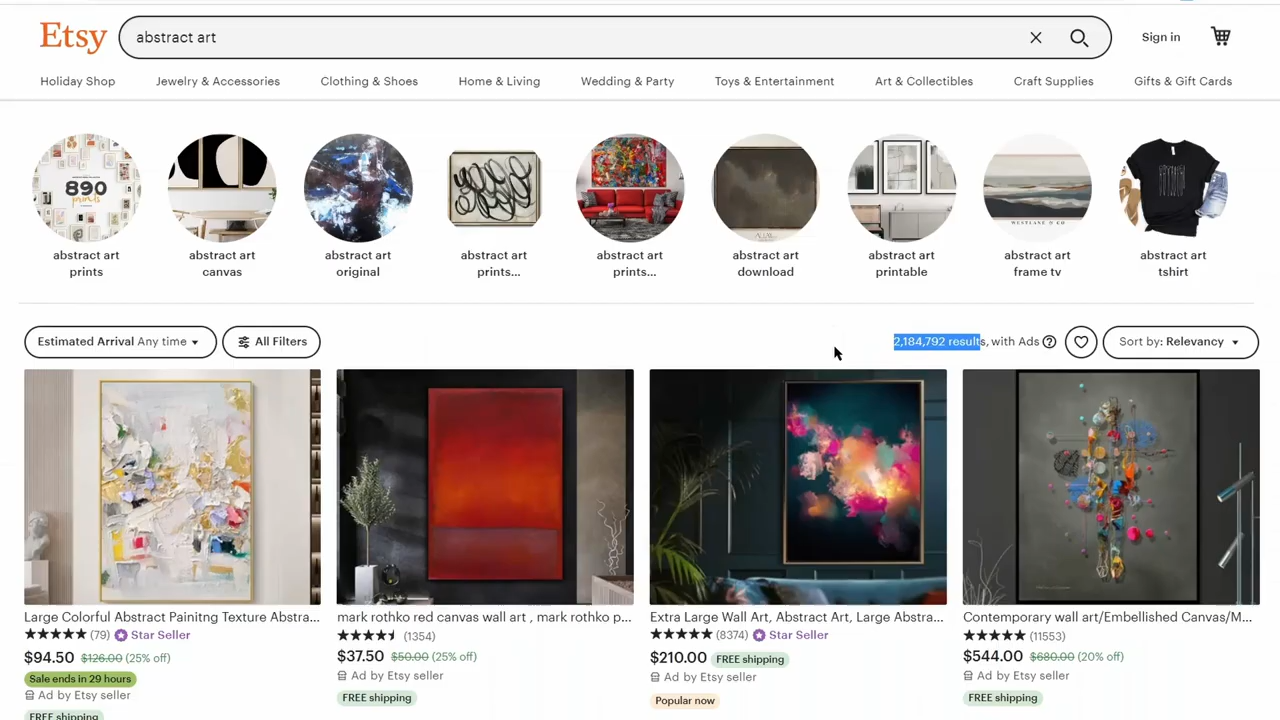 Etsy
abstract art
Sign in
Holiday Shop
Jewelry & Accessories
Clothing & Shoes
Home & Living
Wedding & Party
Toys & Entertainment
Art & Collectibles
Craft Supplies
Gifts & Gift Cards
890
prints
WESTLANE & CO
abstract art
prints
abstract art
canvas
abstract art
original
abstract art
prints...
abstract art
prints...
abstract art
download
abstract art
printable
abstract art
frame tv
abstract art
tshirt
Estimated Arrival Any time
All Filters
2,184,792 results, with Ads ?
Sort by: Relevancy
Large Colorful Abstract Painitng Texture Abstra...
(79) Star Seller
$94.50 $126.00 (25% off)
Sale ends in 29 hours
Ad by Etsy seller
FREE shipping
mark rothko red canvas wall art , mark rothko p...
(1354)
$37.50 $50.00 (25% off)
Ad by Etsy seller
FREE shipping
Extra Large Wall Art, Abstract Art, Large Abstra...
(8374) Star Seller
$210.00 FREE shipping
Ad by Etsy seller
Popular now
Contemporary wall art/Embellished Canvas/M...
(11553)
$544.00 $680.00 (20% off)
Ad by Etsy seller
FREE shipping